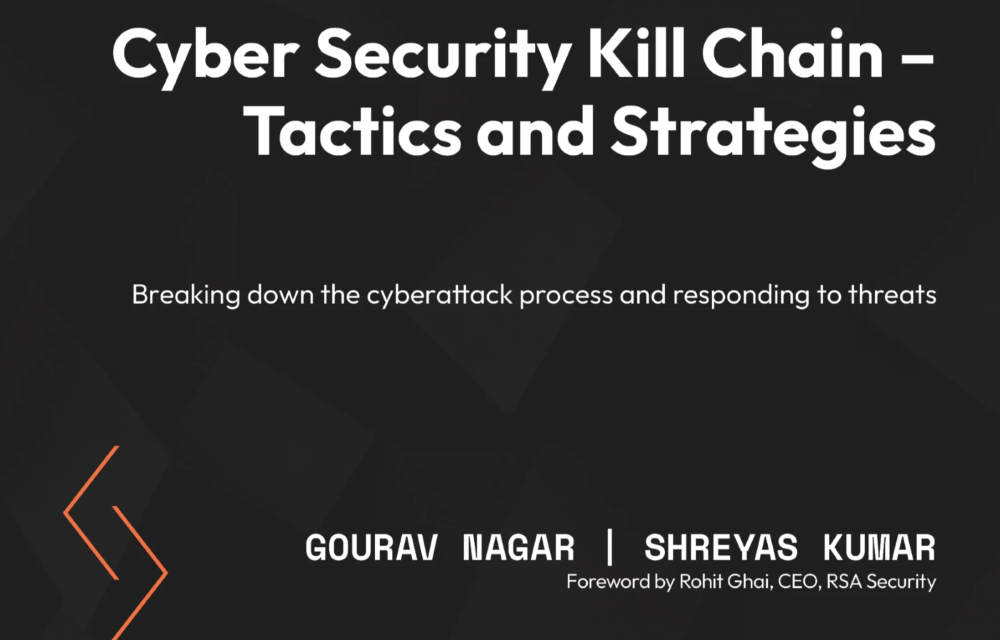 Cyber Security Kill Chain –
Tactics and Strategies
Breaking down the cyberattack process and responding to threats
GOURAV NAGAR | SHREYAS KUMAR
Foreword by Rohit Ghai, CEO, RSA Security